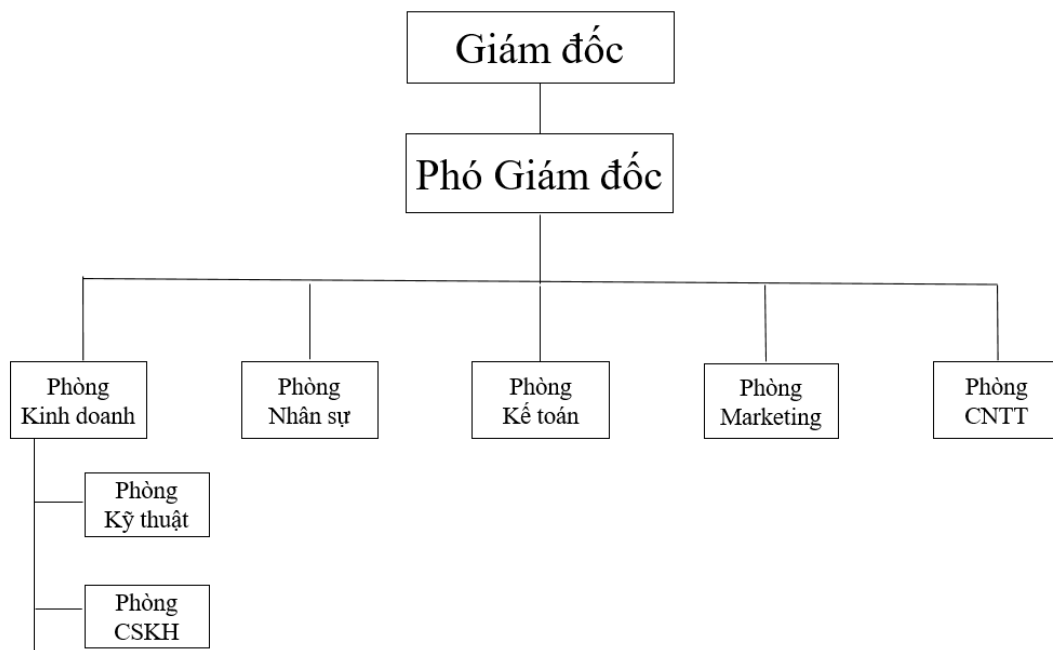 Giám đốc
Phó Giám đốc
Phòng
Kinh doanh
Phòng
Nhân sự
Phòng
Kế toán
Phòng
Marketing
Phòng
CNTT
Phòng
Kỹ thuật
Phòng
CSKH